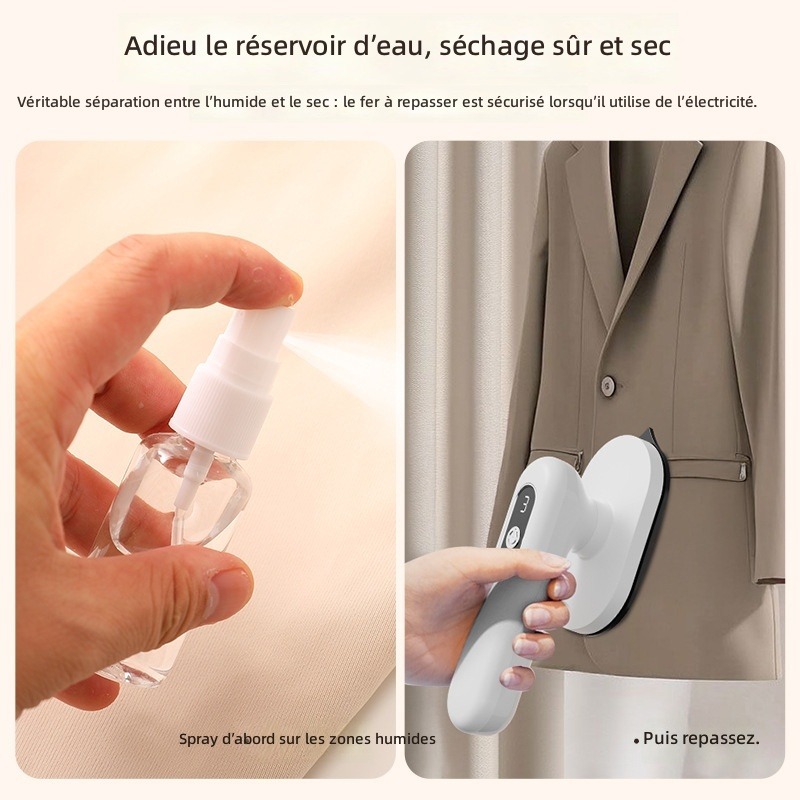 Adieu le réservoir d’eau, séchage sûr et sec
Véritable séparation entre l’humide et le sec : le fer à repasser est sécurisé lorsqu’il utilise de l’électricité.
3
Spray d’abord sur les zones humides
• Puis repassez.